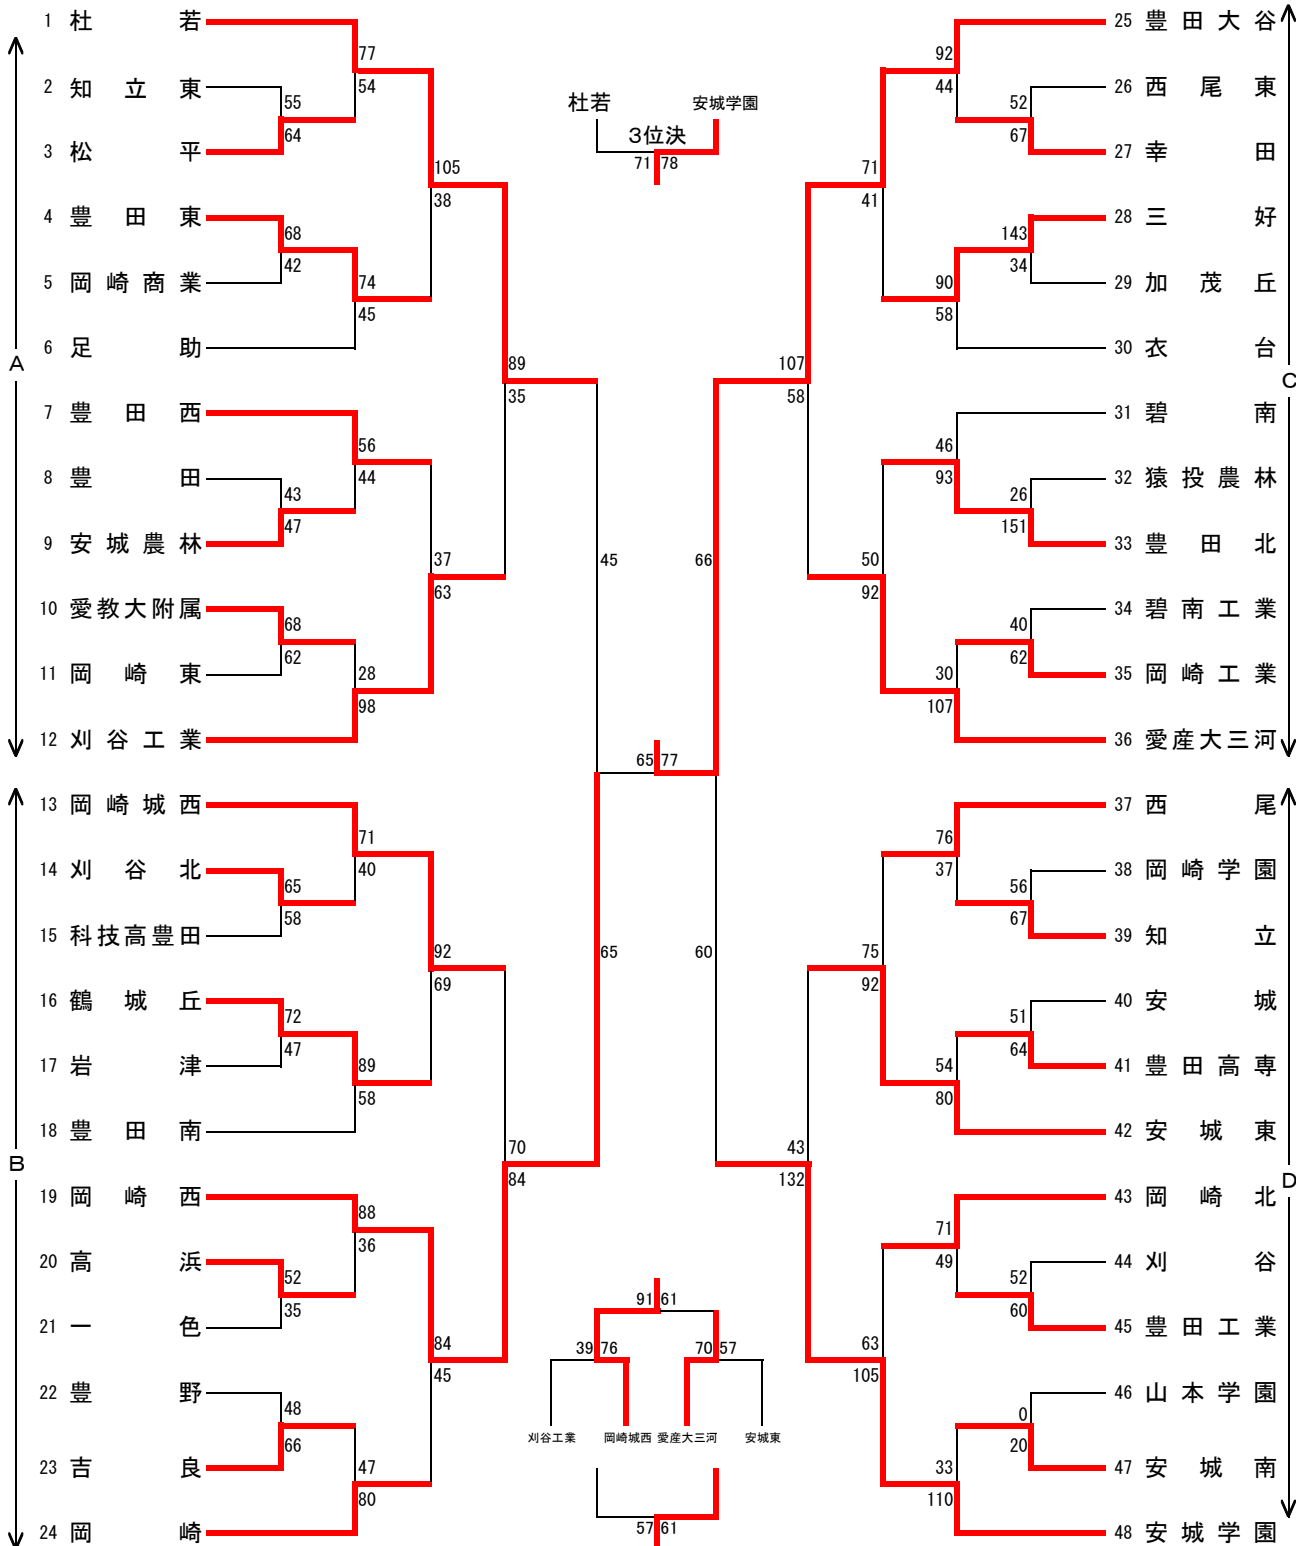 1 杜若
77
2 知立東
54
55
64
3 松平
105
38
4 豊田東
68
42
5 岡崎商業
74
45
6 足助
A
89
35
7 豊田西
56
44
8 豊田
43
47
9 安城農林
37
63
10 愛教大附属
68
62
11 岡崎東
28
98
12 刈谷工業
45
13 岡崎城西
71
40
14 刈谷北
65
58
15 科技高豊田
92
69
16 鶴城丘
72
47
17 岩津
89
58
18 豊田南
B
70
84
19 岡崎西
88
36
20 高浜
52
35
21 一色
84
45
22 豊野
48
66
23 吉良
47
80
24 岡崎
65
杜若 安城学園
3位決
71 78
65 77
66
60
91 61
39 76 70 57
刈谷工業 岡崎城西 愛産大三河 安城東
57 61
25 豊田大谷
92
44
26 西尾東
52
67
27 幸田
71
41
28 三好
143
34
29 加茂丘
90
58
30 衣台
C
107
58
31 碧南
46
93
32 猿投農林
26
151
33 豊田北
50
92
34 碧南工業
40
62
35 岡崎工業
30
107
36 愛産大三河
37 西尾
76
37
38 岡崎学園
56
67
39 知立
75
92
40 安城
51
64
41 豊田高専
54
80
42 安城東
D
43
132
43 岡崎北
71
49
44 刈谷
52
60
45 豊田工業
63
105
46 山本学園
0
20
47 安城南
33
110
48 安城学園